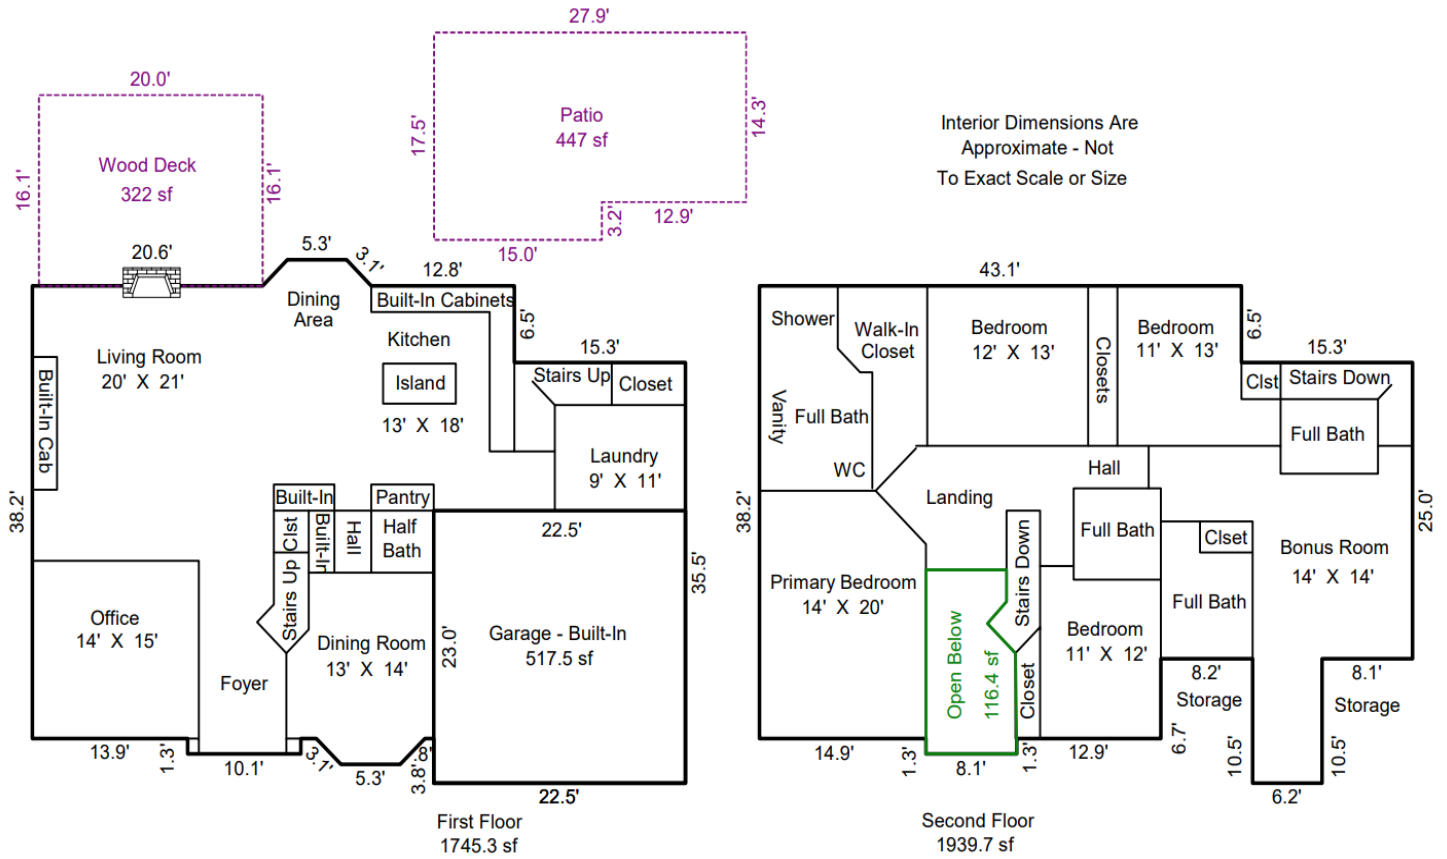 27.9'
20.0'
17.5'
Patio
447 sf
14.3'
Interior Dimensions Are
Approximate - Not
To Exact Scale or Size
16.1'
Wood Deck
322 sf
16.1'
3.2'
12.9'
15.0'
20.6'
5.3'
3.1'
12.8'
Dining
Area
Built-In Cabinets
Kitchen
6.5'
15.3'
Living Room
20' X 21'
Built-In Cab
Island
13' X 18'
Stairs Up
Closet
Laundry
9' X 11'
38.2'
Built-In
Pantry
Clst
Built-In
Hall
Half
Bath
22.5'
35.5'
Office
14' X 15'
Stairs Up
Dining Room
13' X 14'
23.0'
Garage - Built-In
517.5 sf
Foyer
13.9'
1.3'
10.1'
3.1'
5.3'
3.8'
.8'
22.5'
First Floor
1745.3 sf
43.1'
Shower
Walk-In
Closet
Bedroom
12' X 13'
Closets
Bedroom
11' X 13'
6.5'
15.3'
Clst
Stairs Down
Vanity
Full Bath
Full Bath
WC
Hall
Landing
38.2'
25.0'
Full Bath
Clset
Bonus Room
14' X 14'
Stairs Down
Primary Bedroom
14' X 20'
Full Bath
Open Below
116.4 sf
Bedroom
11' X 12'
Closet
8.2'
Storage
8.1'
Storage
14.9'
1.3'
8.1'
1.3'
12.9'
6.7'
10.5'
10.5'
6.2'
Second Floor
1939.7 sf